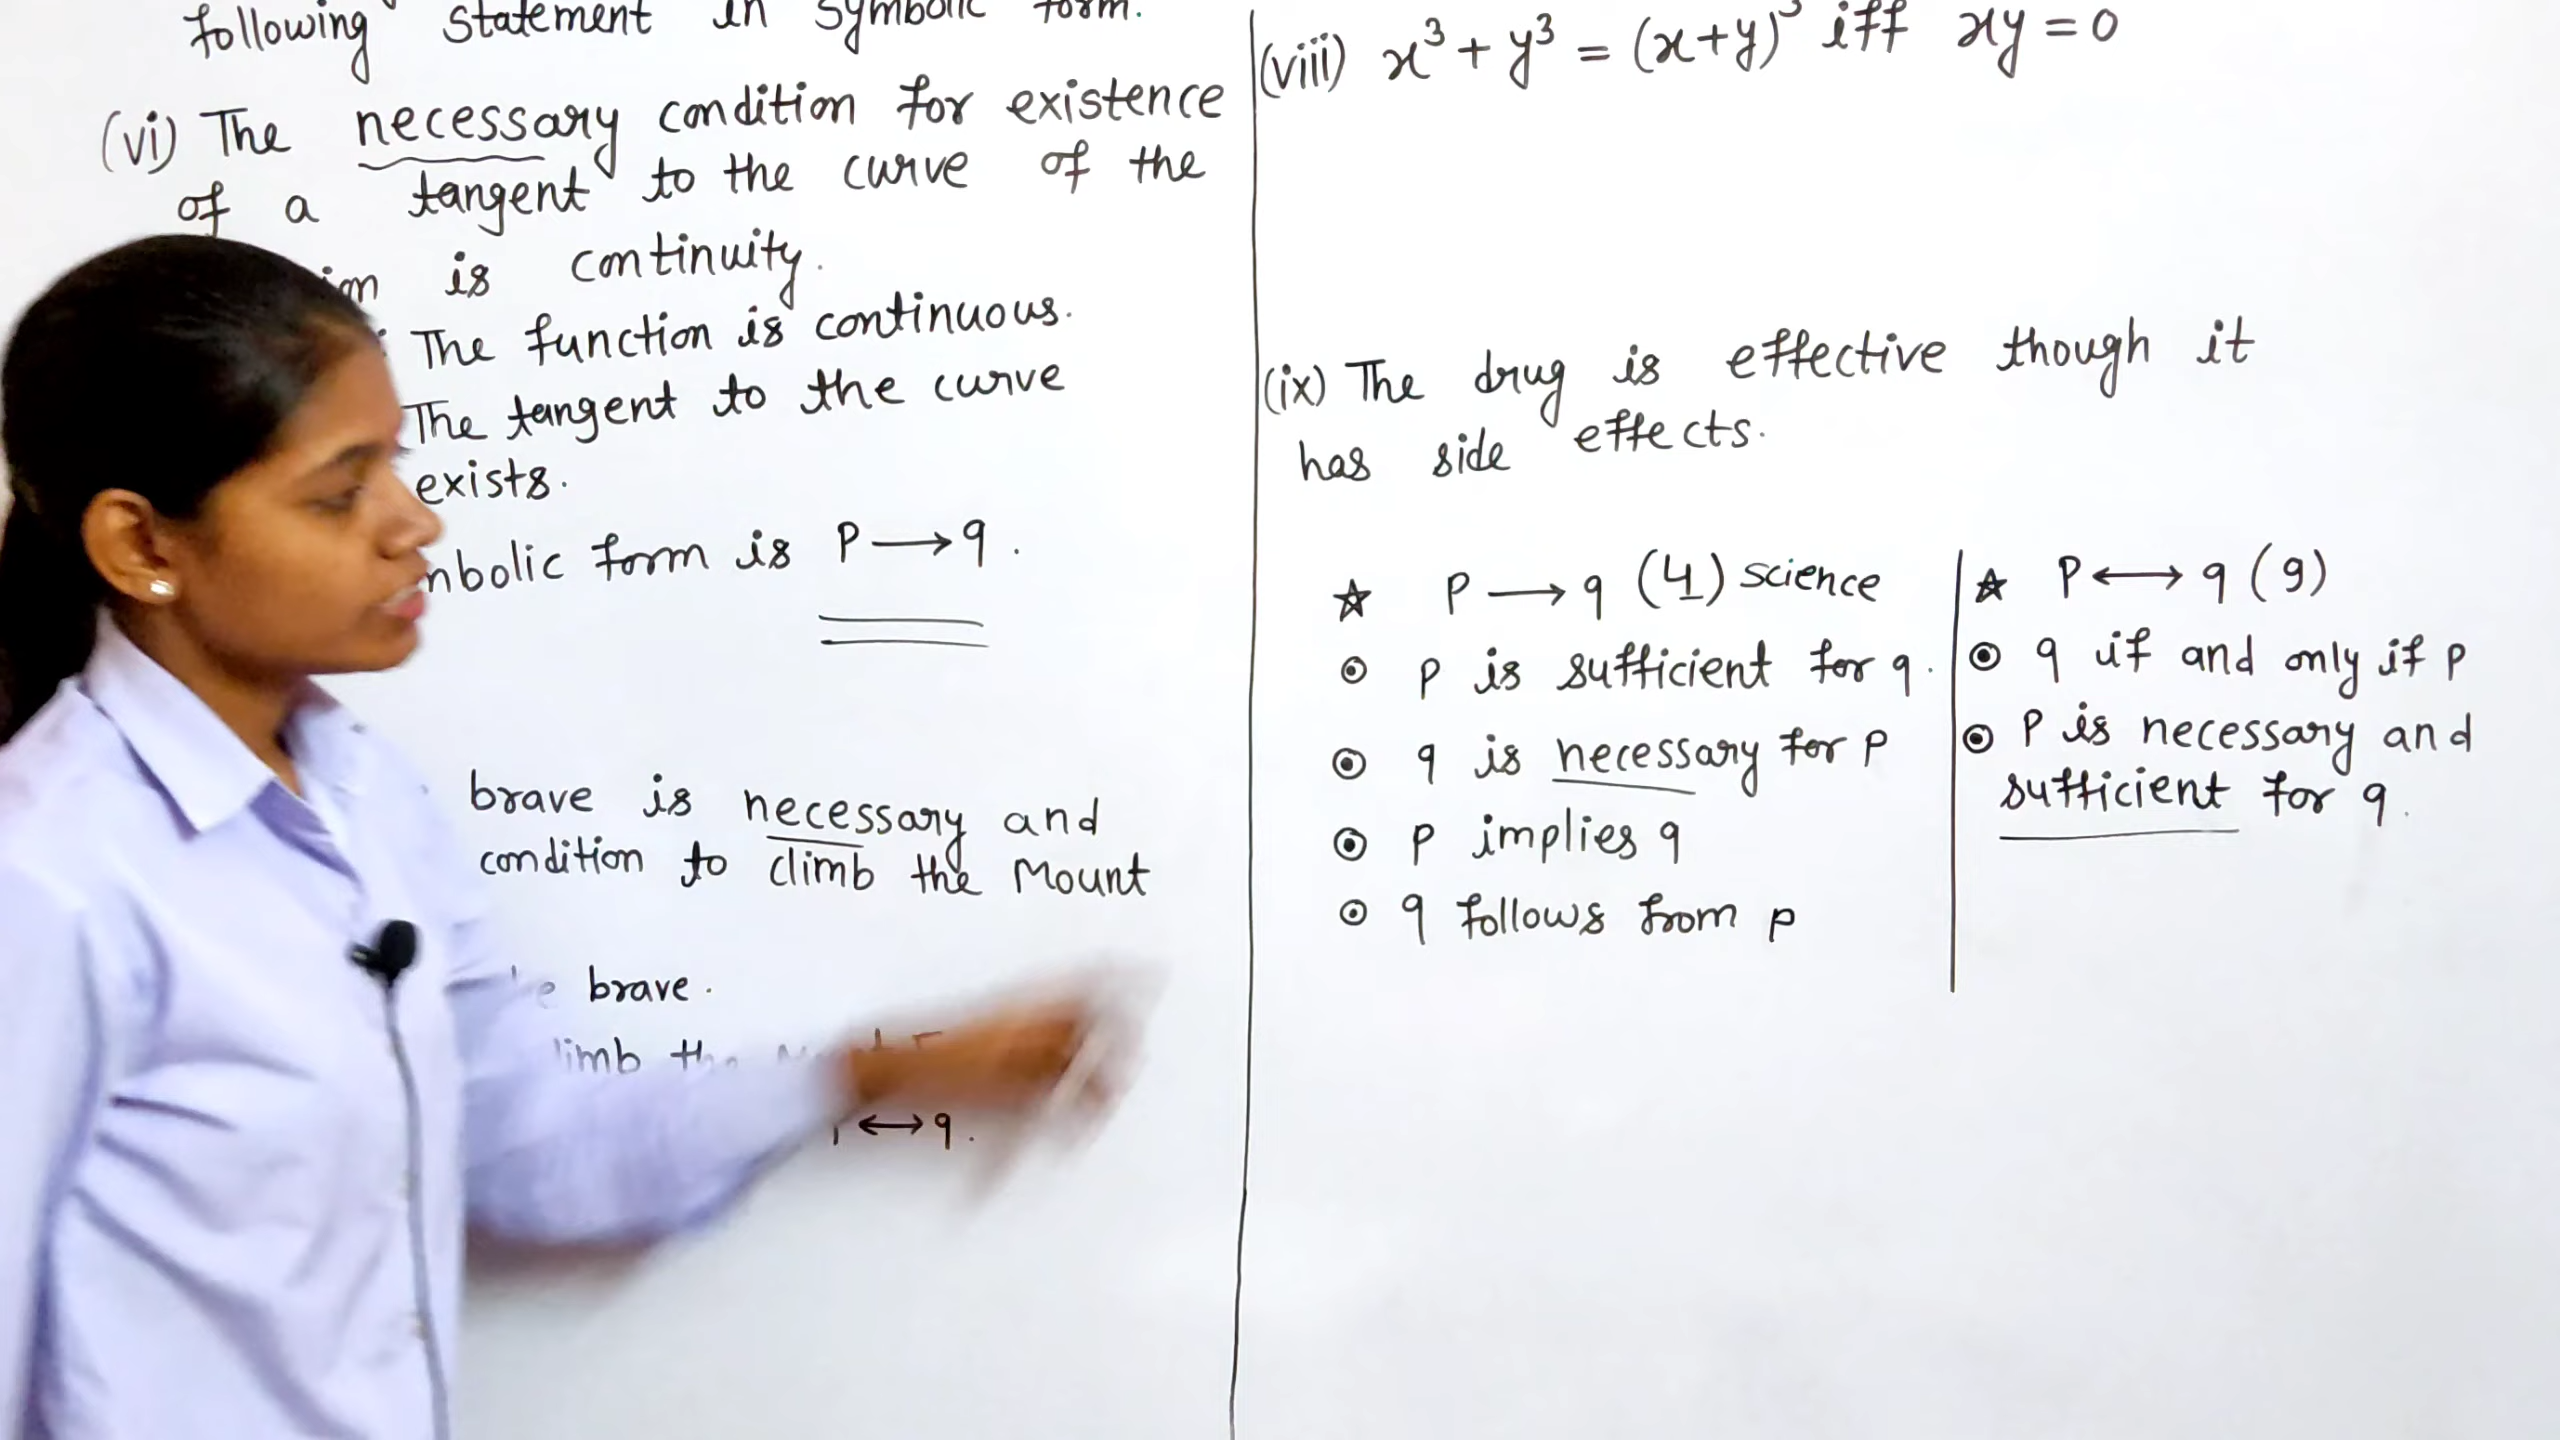 following statement in symbolic form.
(vi) The necessary condition for existence
of a tangent to the curve of the
is continuity.
The function is continuous.
The tangent to the curve
exists.
form is P ⟶ q .
brave is necessary and
condition to climb the Mount
brave .
⟷ q .
(viii) x³ + y³ = (x+y)³ iff xy = 0
(ix) The drug is effective though it
has side effects.
☆ P ⟶ q (4) science
⊙ p is sufficient for q .
⊙ q is necessary for P
⊙ p implies q
⊙ q follows from p
☆ P ⟷ q (9)
⊙ q if and only if p
⊙ P is necessary and
sufficient for q .